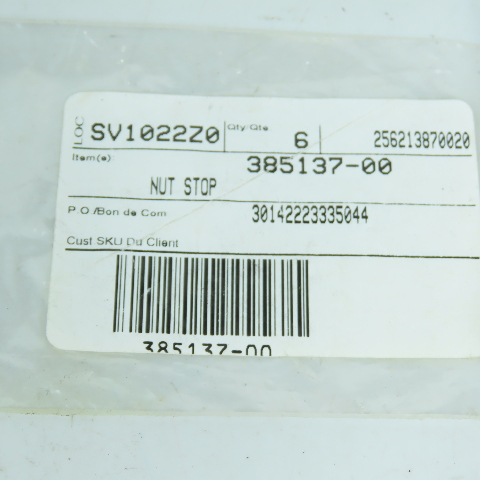 LOC SV1022Z0 Qty/Qte 6 256213870020
Item(e): 385137-00
NUT STOP
P.O./Bon de Com 30142223335044
Cust SKU Du Client
385137-00